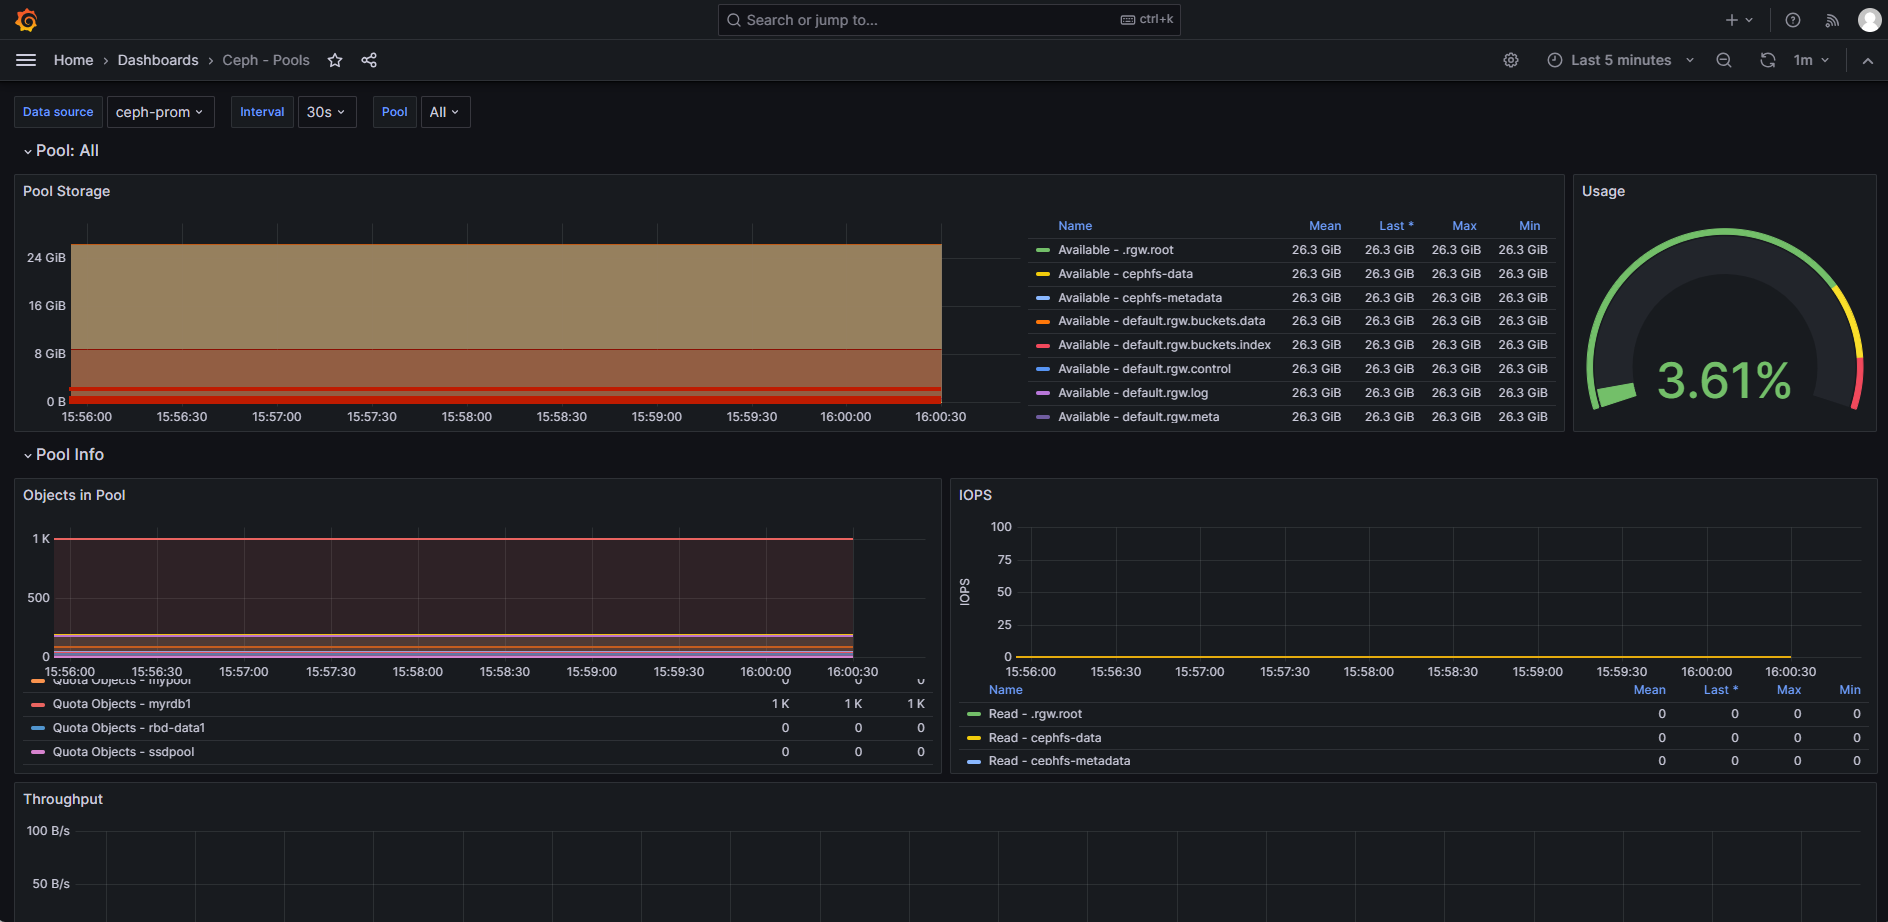 Search or jump to... ctrl+k
Home › Dashboards › Ceph - Pools Last 5 minutes 1m
Data source ceph-prom Interval 30s Pool All
Pool: All
Pool Storage
24 GiB
16 GiB
8 GiB
0 B
15:56:00 15:56:30 15:57:00 15:57:30 15:58:00 15:58:30 15:59:00 15:59:30 16:00:00 16:00:30
Name Mean Last * Max Min
Available - .rgw.root 26.3 GiB 26.3 GiB 26.3 GiB 26.3 GiB
Available - cephfs-data 26.3 GiB 26.3 GiB 26.3 GiB 26.3 GiB
Available - cephfs-metadata 26.3 GiB 26.3 GiB 26.3 GiB 26.3 GiB
Available - default.rgw.buckets.data 26.3 GiB 26.3 GiB 26.3 GiB 26.3 GiB
Available - default.rgw.buckets.index 26.3 GiB 26.3 GiB 26.3 GiB 26.3 GiB
Available - default.rgw.control 26.3 GiB 26.3 GiB 26.3 GiB 26.3 GiB
Available - default.rgw.log 26.3 GiB 26.3 GiB 26.3 GiB 26.3 GiB
Available - default.rgw.meta 26.3 GiB 26.3 GiB 26.3 GiB 26.3 GiB
Usage
3.61%
Pool Info
Objects in Pool
1 K
500
0
15:56:00 15:56:30 15:57:00 15:57:30 15:58:00 15:58:30 15:59:00 15:59:30 16:00:00 16:00:30
Quota Objects - mypool 0 0 0
Quota Objects - myrdb1 1 K 1 K 1 K
Quota Objects - rbd-data1 0 0 0
Quota Objects - ssdpool 0 0 0
IOPS
IOPS
100
75
50
25
0
15:56:00 15:56:30 15:57:00 15:57:30 15:58:00 15:58:30 15:59:00 15:59:30 16:00:00 16:00:30
Name Mean Last * Max Min
Read - .rgw.root 0 0 0 0
Read - cephfs-data 0 0 0 0
Read - cephfs-metadata 0 0 0 0
Throughput
100 B/s
50 B/s